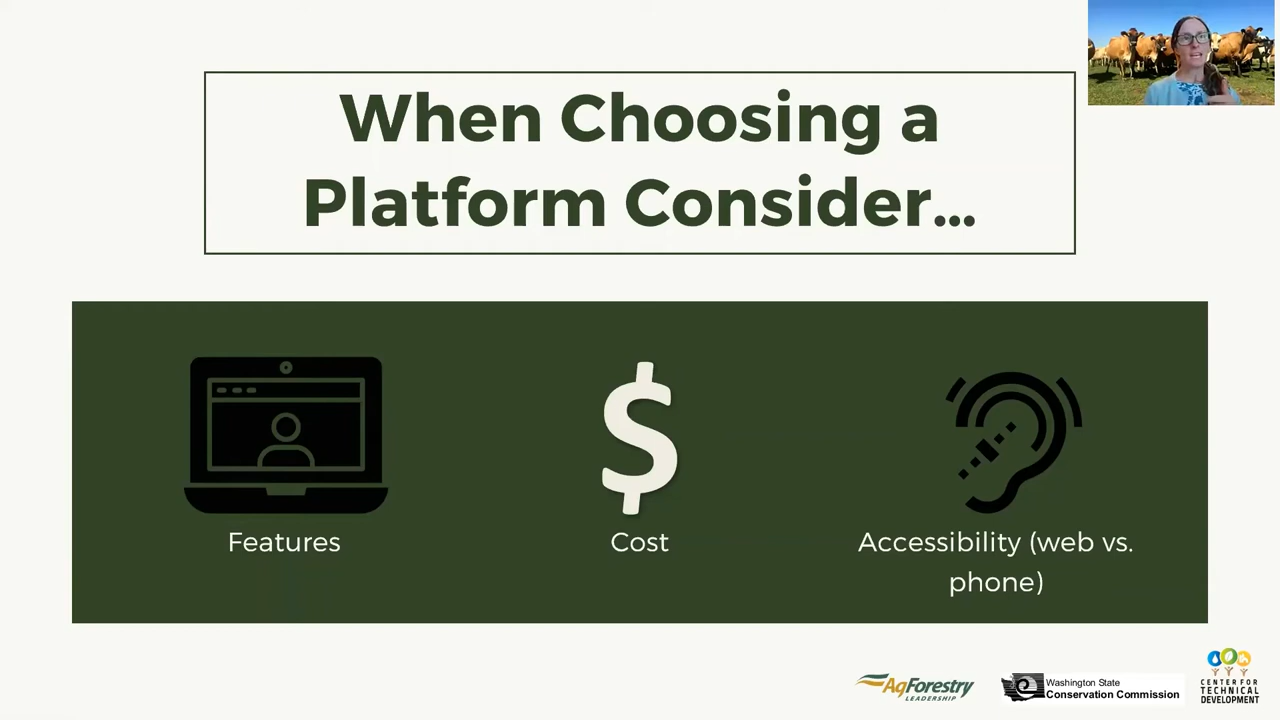 When Choosing a
Platform Consider...
Features
Cost
Accessibility (web vs.
phone)
AgForestry
LEADERSHIP
Washington State
Conservation Commission
CENTER FOR
TECHNICAL
DEVELOPMENT